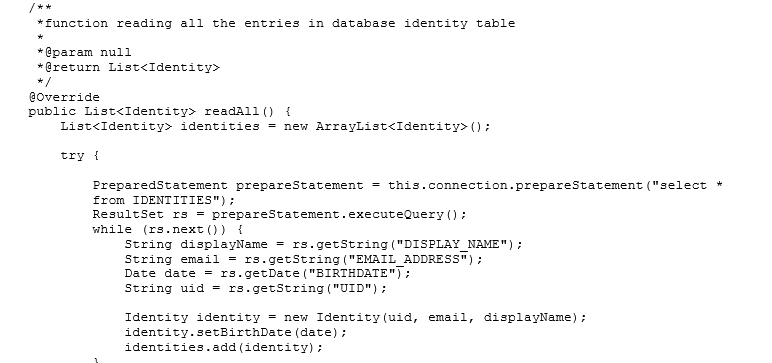 /**
*function reading all the entries in database identity table
*
*@param null
*@return List<Identity>
*/
@Override
public List<Identity> readAll() {
List<Identity> identities = new ArrayList<Identity>();
try {
PreparedStatement prepareStatement = this.connection.prepareStatement("select *
from IDENTITIES");
ResultSet rs = prepareStatement.executeQuery();
while (rs.next()) {
String displayName = rs.getString("DISPLAY_NAME");
String email = rs.getString("EMAIL_ADDRESS");
Date date = rs.getDate("BIRTHDATE");
String uid = rs.getString("UID");
Identity identity = new Identity(uid, email, displayName);
identity.setBirthDate(date);
identities.add(identity);
}